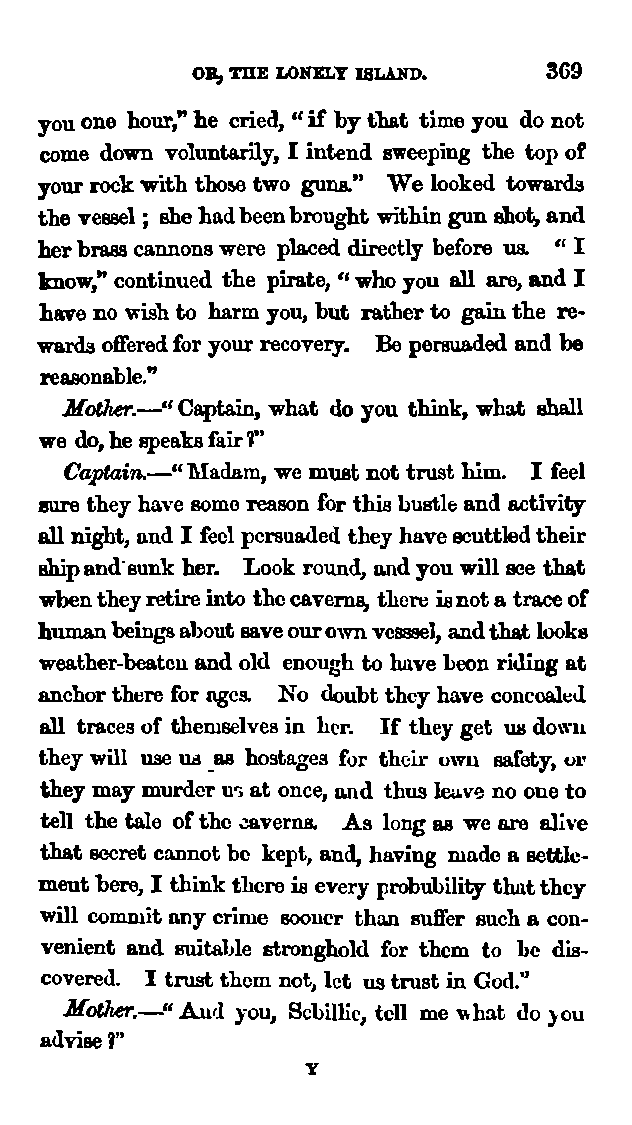 OR, THE LONELY ISLAND. 369
you one hour," he cried, "if by that time you do not
come down voluntarily, I intend sweeping the top of
your rock with those two guns." We looked towards
the vessel; she had been brought within gun shot, and
her brass cannons were placed directly before us. "I
know," continued the pirate, "who you all are, and I
have no wish to harm you, but rather to gain the re-
wards offered for your recovery. Be persuaded and be
reasonable."
Mother.—"Captain, what do you think, what shall
we do, he speaks fair?"
Captain.—"Madam, we must not trust him. I feel
sure they have some reason for this bustle and activity
all night, and I feel persuaded they have scuttled their
ship and sunk her. Look round, and you will see that
when they retire into the caverns, there is not a trace of
human beings about save our own vesssel, and that looks
weather-beaten and old enough to have been riding at
anchor there for ages. No doubt they have concealed
all traces of themselves in her. If they get us down
they will use us as hostages for their own safety, or
they may murder us at once, and thus leave no one to
tell the tale of the caverns. As long as we are alive
that secret cannot be kept, and, having made a settle-
ment here, I think there is every probability that they
will commit any crime sooner than suffer such a con-
venient and suitable stronghold for them to be dis-
covered. I trust them not, let us trust in God."
Mother.—"And you, Serbillie, tell me what do you
advise?"
Y